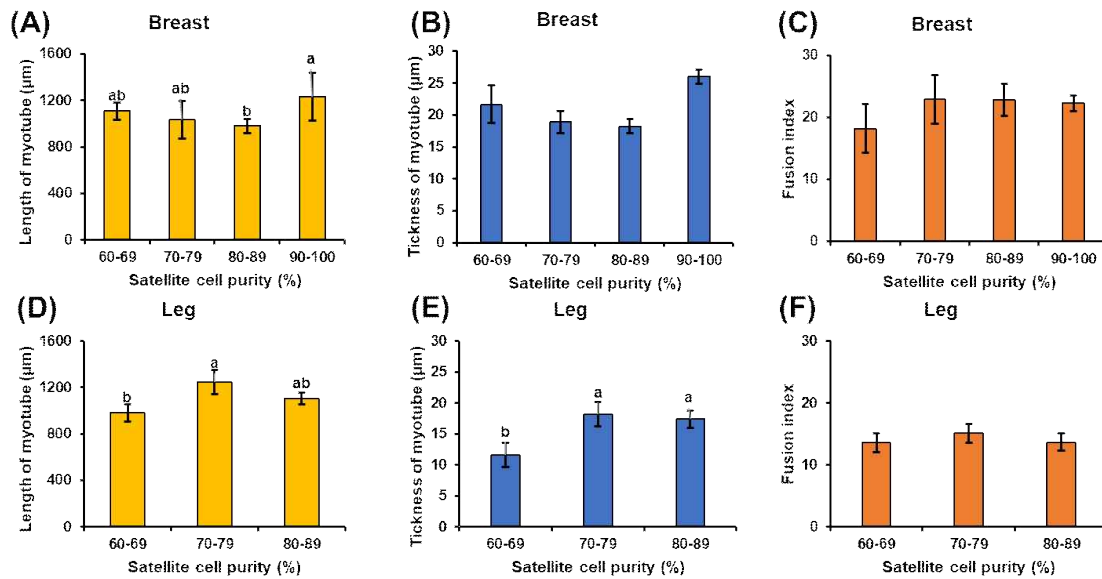 (A)
Breast
Length of myotube (µm)
1600
1200
800
400
0
ab
ab
b
a
60-69 70-79 80-89 90-100
Satellite cell purity (%)
(B)
Breast
Tickness of myotube (µm)
30
25
20
15
10
5
0
60-69 70-79 80-89 90-100
Satellite cell purity (%)
(C)
Breast
Fusion index
30
20
10
0
60-69 70-79 80-89 90-100
Satellite cell purity (%)
(D)
Leg
Length of myotube (µm)
1600
1200
800
400
0
b
a
ab
60-69 70-79 80-89
Satellite cell purity (%)
(E)
Leg
Tickness of myotube (µm)
30
25
20
15
10
5
0
b
a
a
60-69 70-79 80-89
Satellite cell purity (%)
(F)
Leg
Fusion index
30
20
10
0
60-69 70-79 80-89
Satellite cell purity (%)